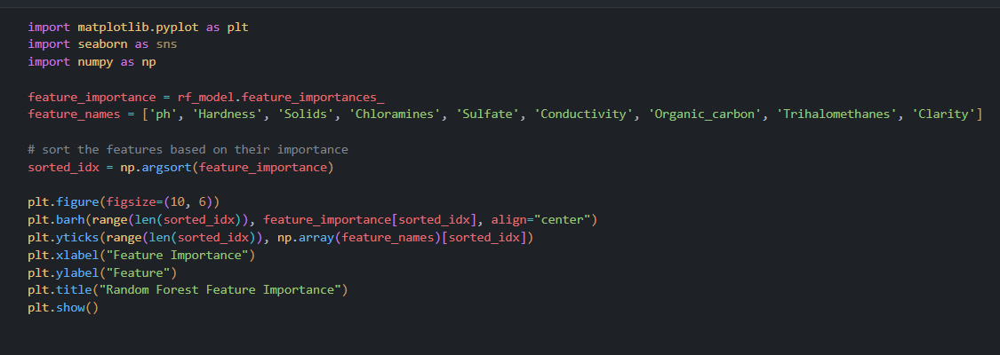 import matplotlib.pyplot as plt
import seaborn as sns
import numpy as np
feature_importance = rf_model.feature_importances_
feature_names = ['ph', 'Hardness', 'Solids', 'Chloramines', 'Sulfate', 'Conductivity', 'Organic_carbon', 'Trihalomethanes', 'Clarity']
# sort the features based on their importance
sorted_idx = np.argsort(feature_importance)
plt.figure(figsize=(10, 6))
plt.barh(range(len(sorted_idx)), feature_importance[sorted_idx], align="center")
plt.yticks(range(len(sorted_idx)), np.array(feature_names)[sorted_idx])
plt.xlabel("Feature Importance")
plt.ylabel("Feature")
plt.title("Random Forest Feature Importance")
plt.show()